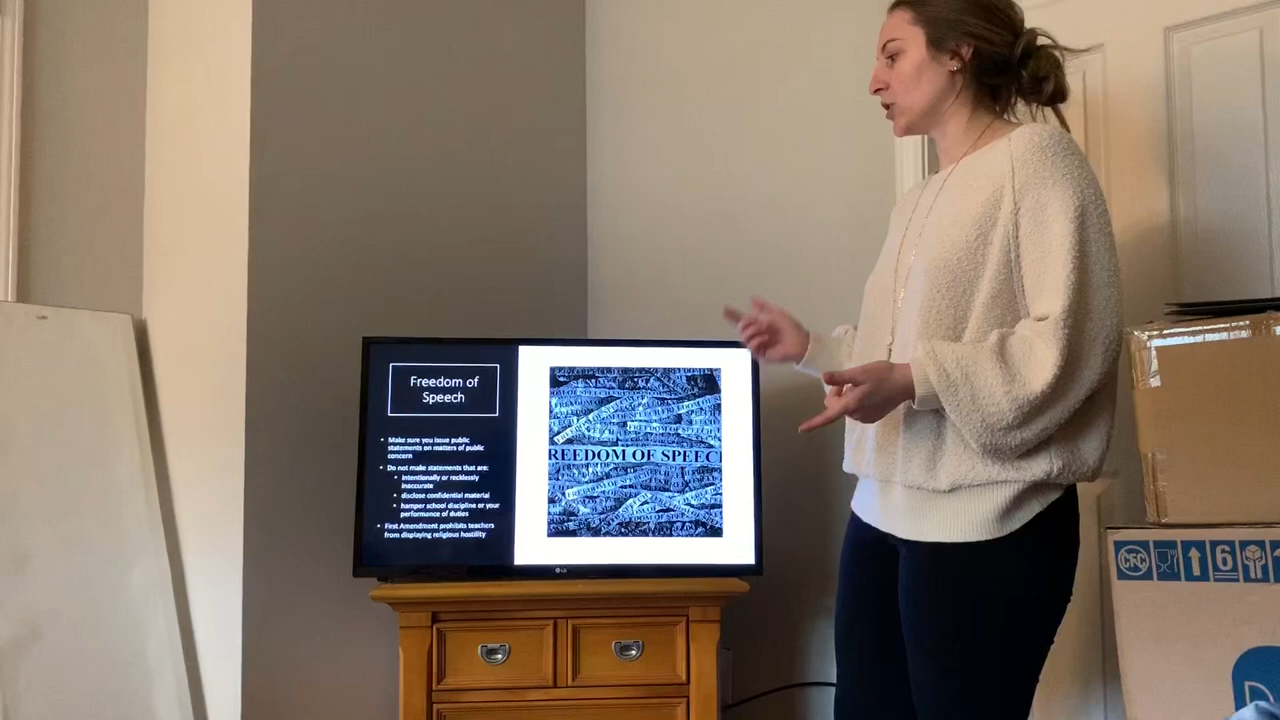 Freedom of
Speech
• Make sure you issue public
statements on matters of public
concern
• Do not make statements that are:
• intentionally or recklessly
inaccurate
• disclose confidential material
• hamper school discipline or your
performance of duties
• First Amendment prohibits teachers
from displaying religious hostility
REEDOM OF SPEEC
LG
CFC
6